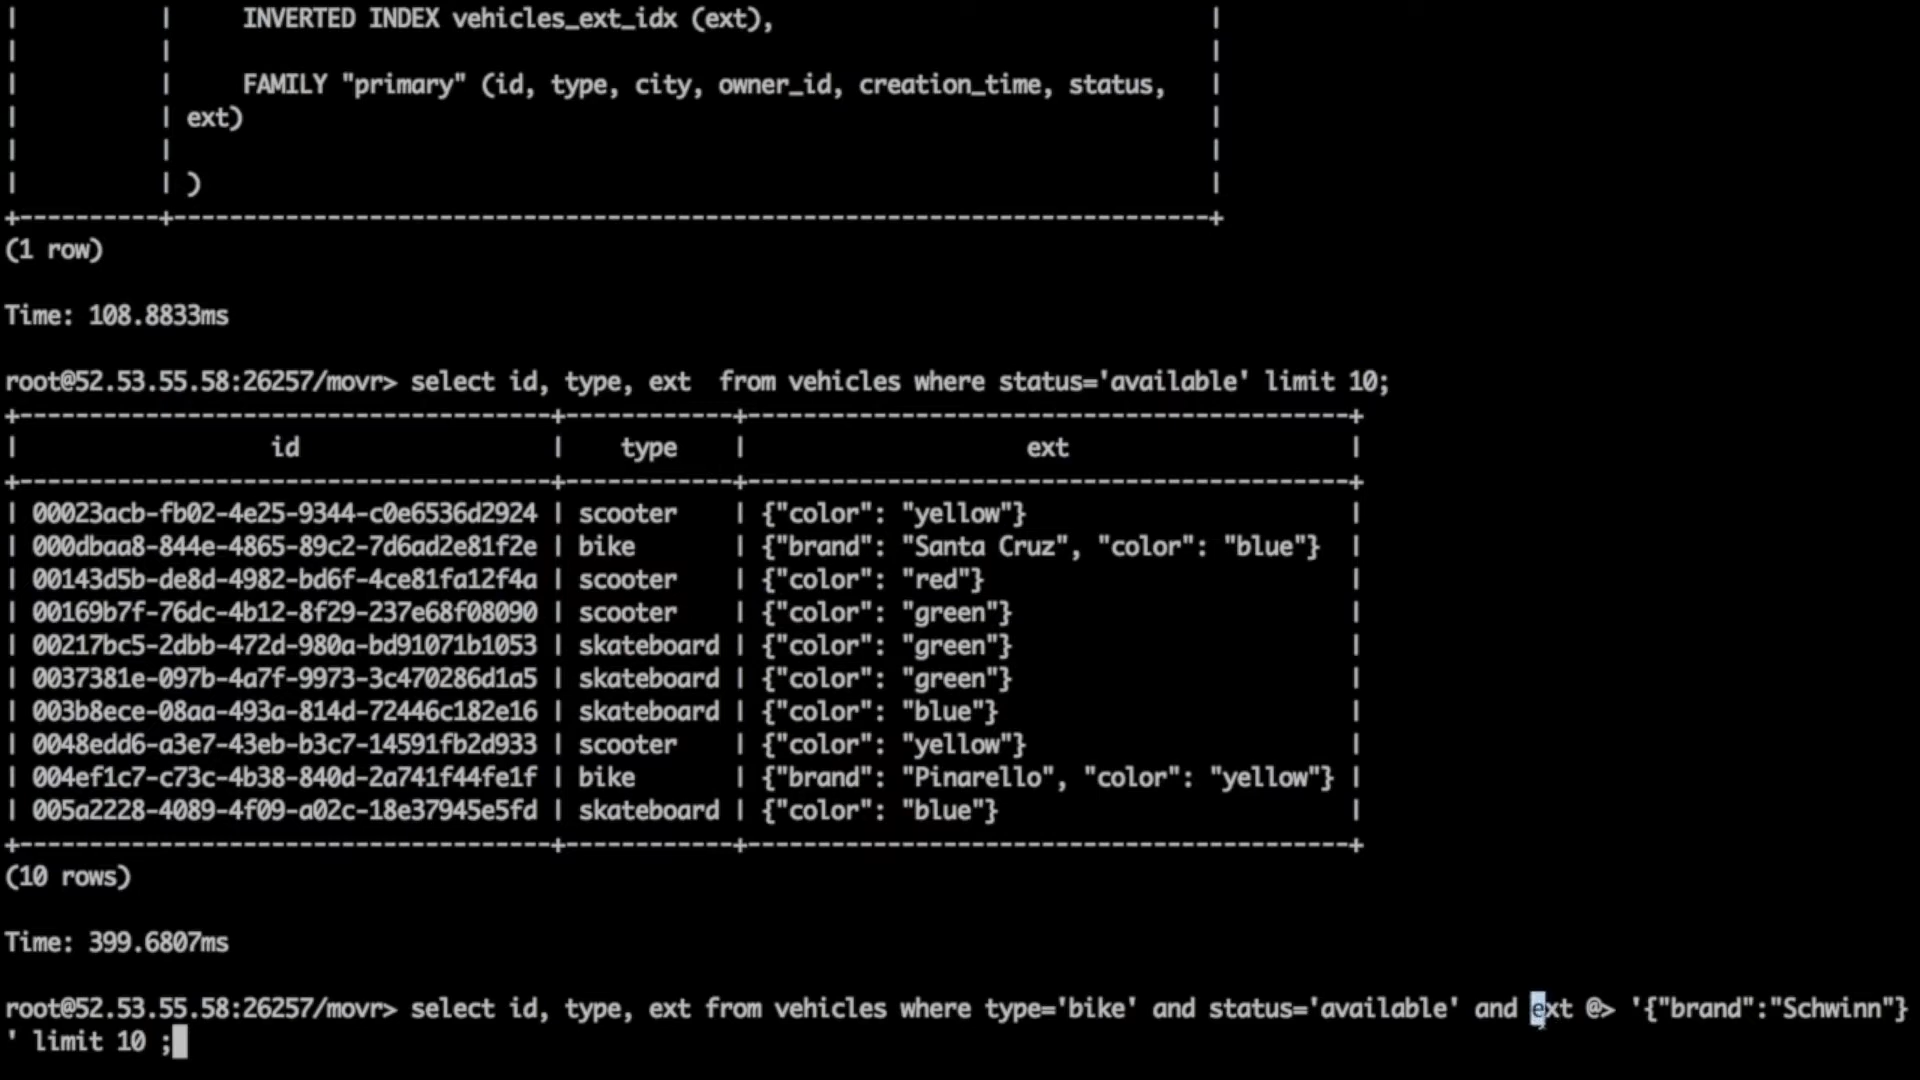 |          |     INVERTED INDEX vehicles_ext_idx (ext),                               |
|          |                                                                          |
|          |     FAMILY "primary" (id, type, city, owner_id, creation_time, status,   |
|          | ext)                                                                     |
|          |                                                                          |
|          | )                                                                        |
+----------+--------------------------------------------------------------------------+
(1 row)
Time: 108.8833ms
root@52.53.55.58:26257/movr> select id, type, ext  from vehicles where status='available' limit 10;
+--------------------------------------+------------+-------------------------------------------+
|                  id                  |    type    |                    ext                    |
+--------------------------------------+------------+-------------------------------------------+
| 00023acb-fb02-4e25-9344-c0e6536d2924 | scooter    | {"color": "yellow"}                       |
| 000dbaa8-844e-4865-89c2-7d6ad2e81f2e | bike       | {"brand": "Santa Cruz", "color": "blue"}  |
| 00143d5b-de8d-4982-bd6f-4ce81fa12f4a | scooter    | {"color": "red"}                          |
| 00169b7f-76dc-4b12-8f29-237e68f08090 | scooter    | {"color": "green"}                        |
| 00217bc5-2dbb-472d-980a-bd91071b1053 | skateboard | {"color": "green"}                        |
| 0037381e-097b-4a7f-9973-3c470286d1a5 | skateboard | {"color": "green"}                        |
| 003b8ece-08aa-493a-814d-72446c182e16 | skateboard | {"color": "blue"}                         |
| 0048edd6-a3e7-43eb-b3c7-14591fb2d933 | scooter    | {"color": "yellow"}                       |
| 004ef1c7-c73c-4b38-840d-2a741f44fe1f | bike       | {"brand": "Pinarello", "color": "yellow"} |
| 005a2228-4089-4f09-a02c-18e37945e5fd | skateboard | {"color": "blue"}                         |
+--------------------------------------+------------+-------------------------------------------+
(10 rows)
Time: 399.6807ms
root@52.53.55.58:26257/movr> select id, type, ext from vehicles where type='bike' and status='available' and ext @> '{"brand":"Schwinn"}
' limit 10 ;